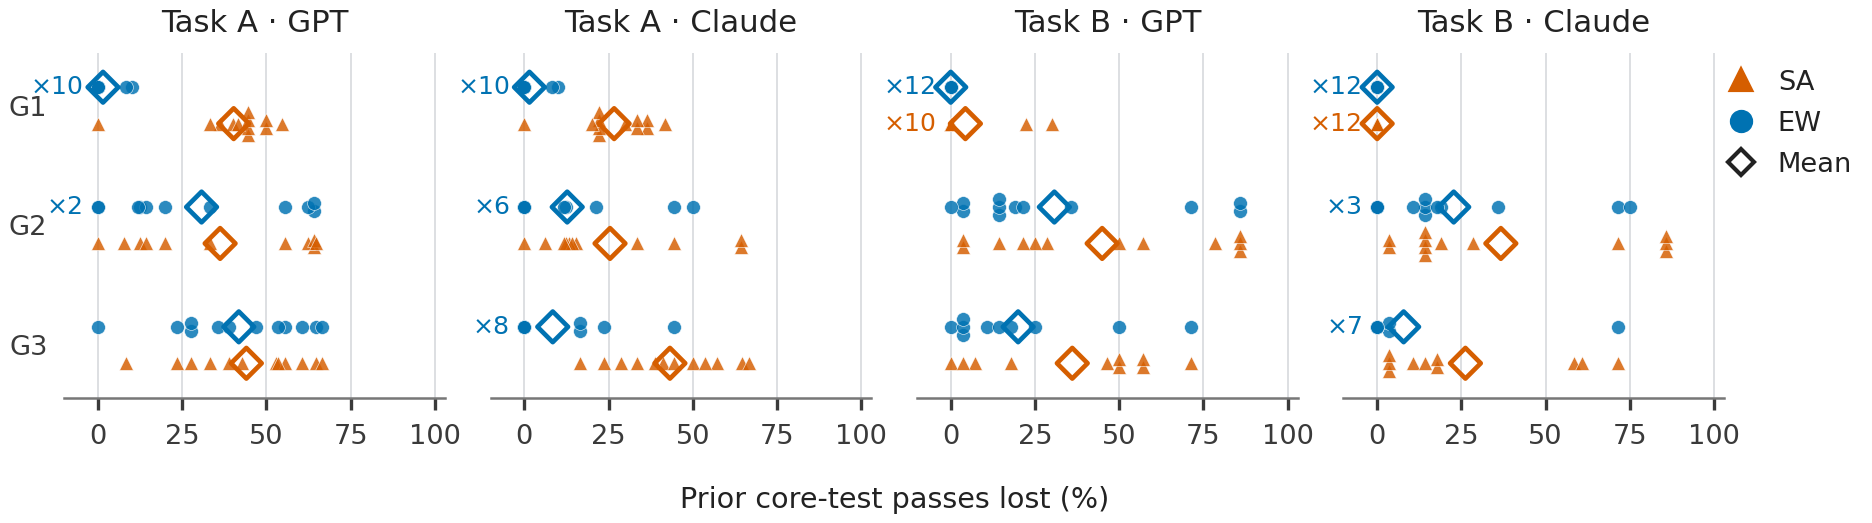 Task A · GPT
Task A · Claude
Task B · GPT
Task B · Claude
G1
×10
×10
×12
×10
×12
×12
SA
EW
Mean
G2
×2
×6
×3
G3
×8
×7
0 25 50 75 100
0 25 50 75 100
0 25 50 75 100
0 25 50 75 100
Prior core-test passes lost (%)